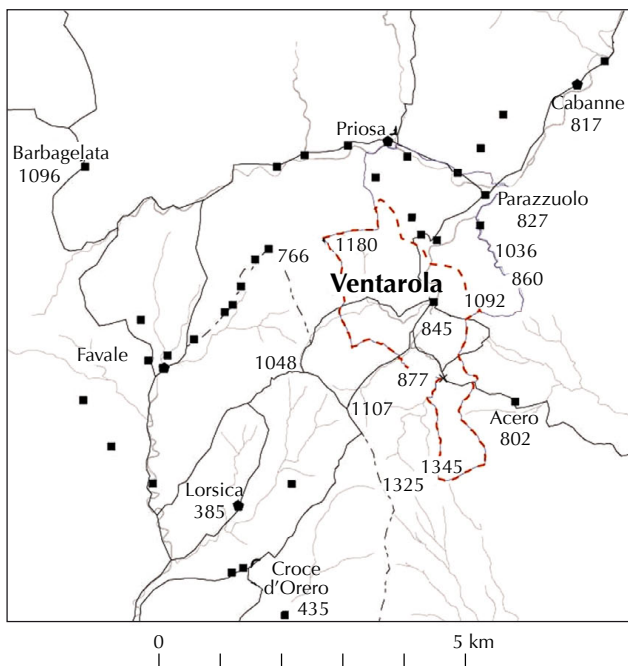 Cabanne
817
Priosa
Barbagelata
1096
Parazzuolo
827
1180
1036
766
860
Ventarola
1092
845
Favale
1048
877
1107
Acero
802
1345
Lorsica
385
1325
Croce
d'Orero
435
0 5 km